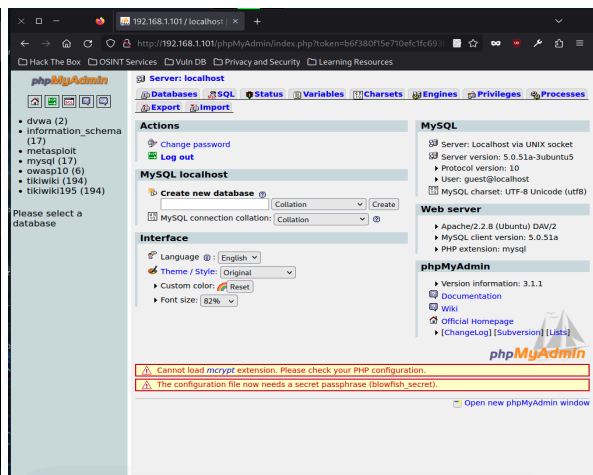 192.168.1.101 / localhost |
http://192.168.1.101/phpMyAdmin/index.php?token=b6f380f15e710efc1fc693
Hack The Box OSINT Services Vuln DB Privacy and Security Learning Resources
phpMyAdmin
dvwa (2)
information_schema (17)
metasploit
mysql (17)
owasp10 (6)
tikiwiki (194)
tikiwiki195 (194)
Please select a database
Server: localhost
Databases SQL Status Variables Charsets Engines Privileges Processes
Export Import
Actions
Change password
Log out
MySQL localhost
Create new database
Collation Create
MySQL connection collation: Collation
Interface
Language : English
Theme / Style: Original
Custom color: Reset
Font size: 82%
MySQL
Server: Localhost via UNIX socket
Server version: 5.0.51a-3ubuntu5
Protocol version: 10
User: guest@localhost
MySQL charset: UTF-8 Unicode (utf8)
Web server
Apache/2.2.8 (Ubuntu) DAV/2
MySQL client version: 5.0.51a
PHP extension: mysql
phpMyAdmin
Version information: 3.1.1
Documentation
Wiki
Official Homepage
[ChangeLog] [Subversion] [Lists]
phpMyAdmin
Cannot load mcrypt extension. Please check your PHP configuration.
The configuration file now needs a secret passphrase (blowfish_secret).
Open new phpMyAdmin window